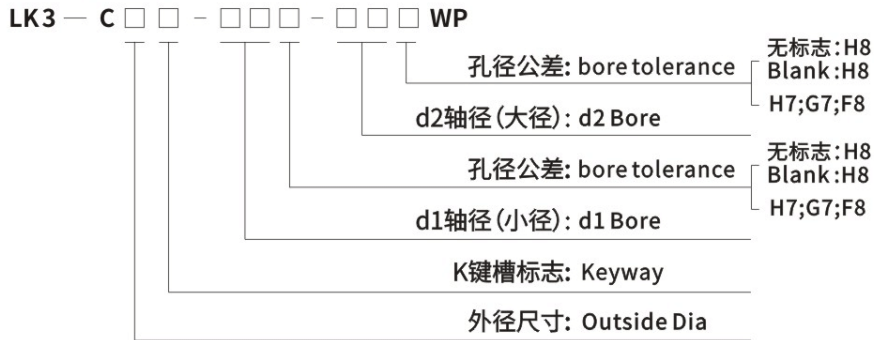 LK3 — C□ □ - □□□ - □□□ WP
孔径公差: bore tolerance
无标志:H8
Blank:H8
H7;G7;F8
d2轴径(大径): d2 Bore
孔径公差: bore tolerance
无标志:H8
Blank:H8
H7;G7;F8
d1轴径(小径): d1 Bore
K键槽标志: Keyway
外径尺寸: Outside Dia